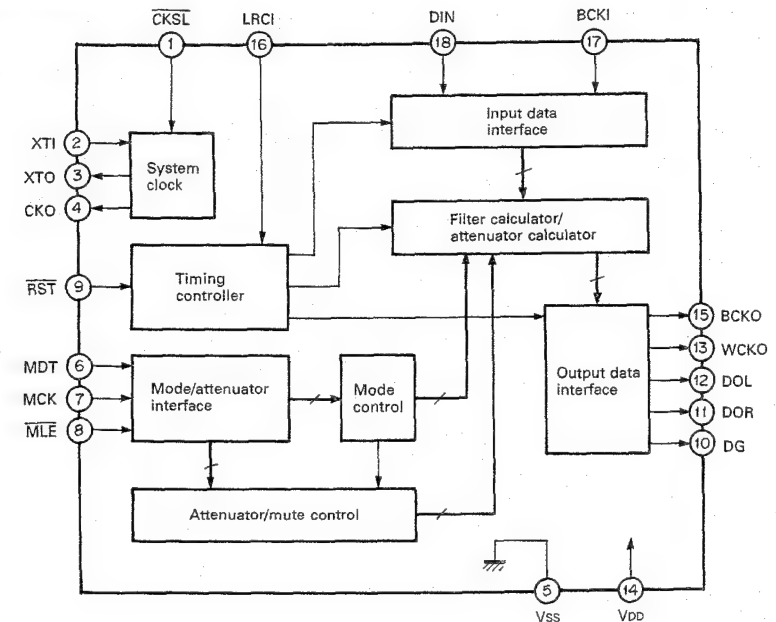 CKSL LRCI DIN BCKI
1 16 18 17
Input data
interface
XTI 2
System
clock
XTO 3
CKO 4
Filter calculator/
attenuator calculator
RST 9
Timing
controller
15 BCKO
13 WCKO
12 DOL
11 DOR
10 DG
Output data
interface
MDT 6
MCK 7
MLE 8
Mode/attenuator
interface
Mode
control
Attenuator/mute control
5 14
VSS VDD